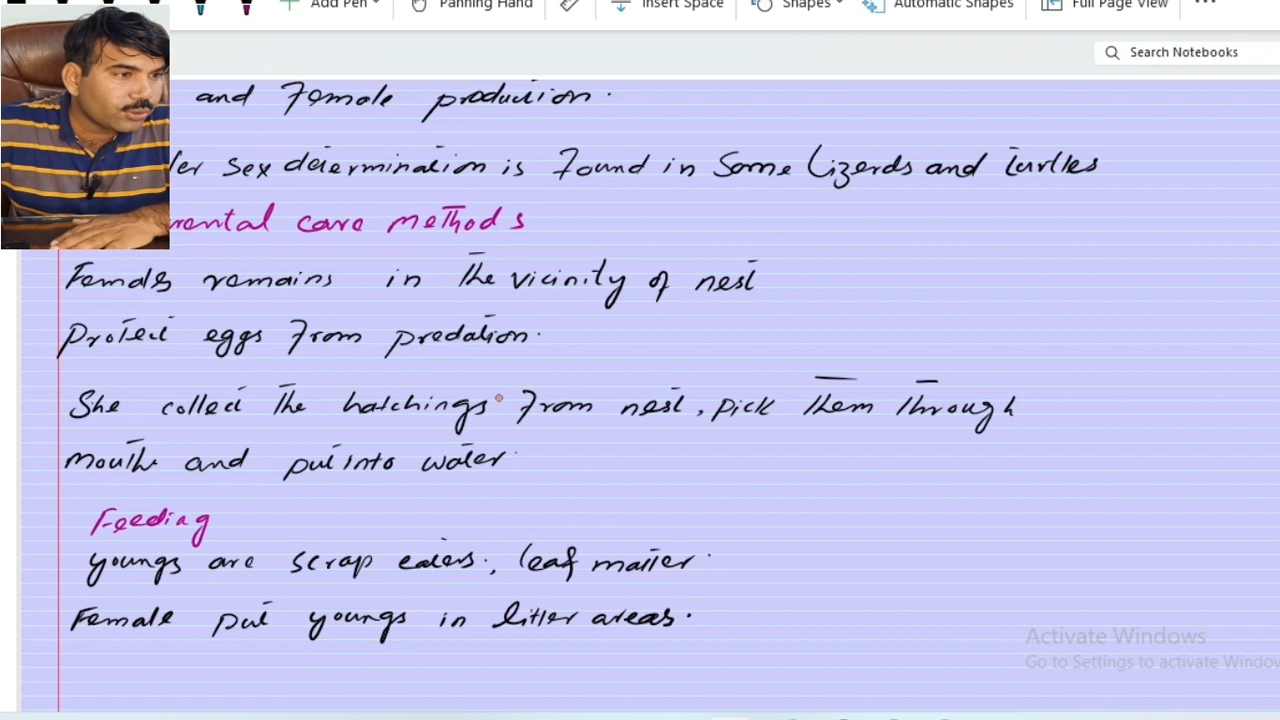 Add Pen Panning Hand Insert Space Shapes Automatic Shapes Full Page View
Search Notebooks
and Female production.
sex determination is found in some lizerds and turtles
rental care methods
Females remains in the vicinity of nest
Protect eggs from predation.
She collect the hatchings from nest, pick them through
mouth and put into water
Feeding
youngs are scrap eaters, leaf matter.
Female put youngs in litter areas.
Activate Windows
Go to Settings to activate Window